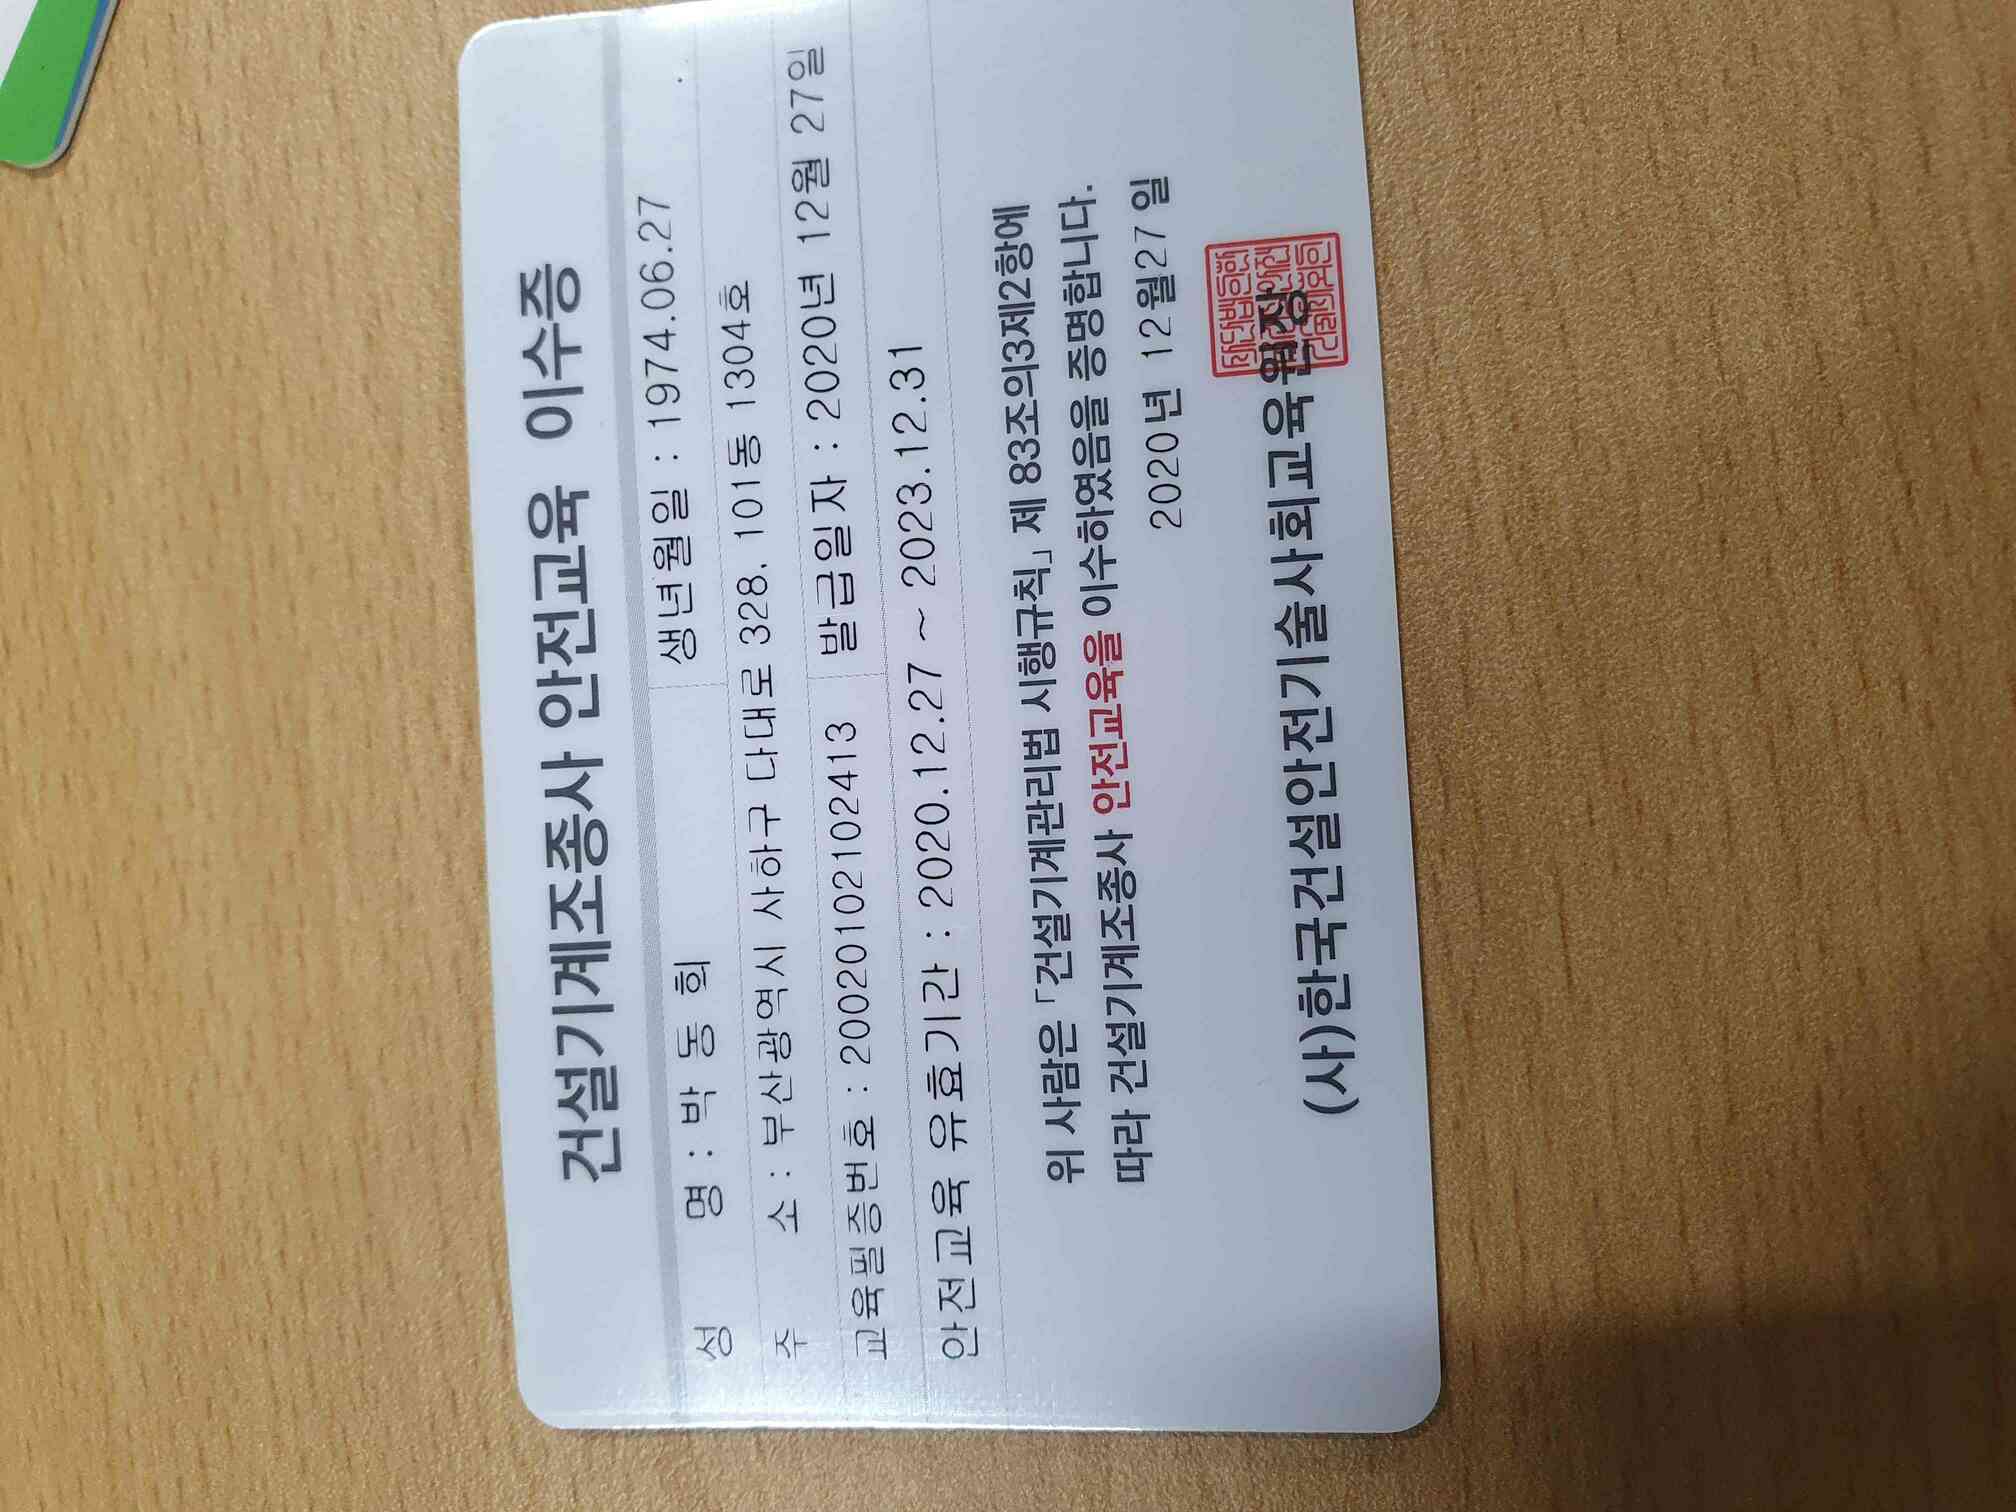 건설기계조종사 안전교육 이수증
성 명 : 박 동 희 생년월일 : 1974.06.27
주 소 : 부산광역시 사하구 다대로 328. 101동 1304호
교육필증번호 : 20020102102413 발급일자 : 2020년 12월 27일
안전교육 유효기간 : 2020.12.27 ~ 2023.12.31
위 사람은 「건설기계관리법 시행규칙」 제 83조의3제2항에
따라 건설기계조종사 안전교육을 이수하였음을 증명합니다.
2020년 12월27일
(사)한국건설안전기술사회교육원장